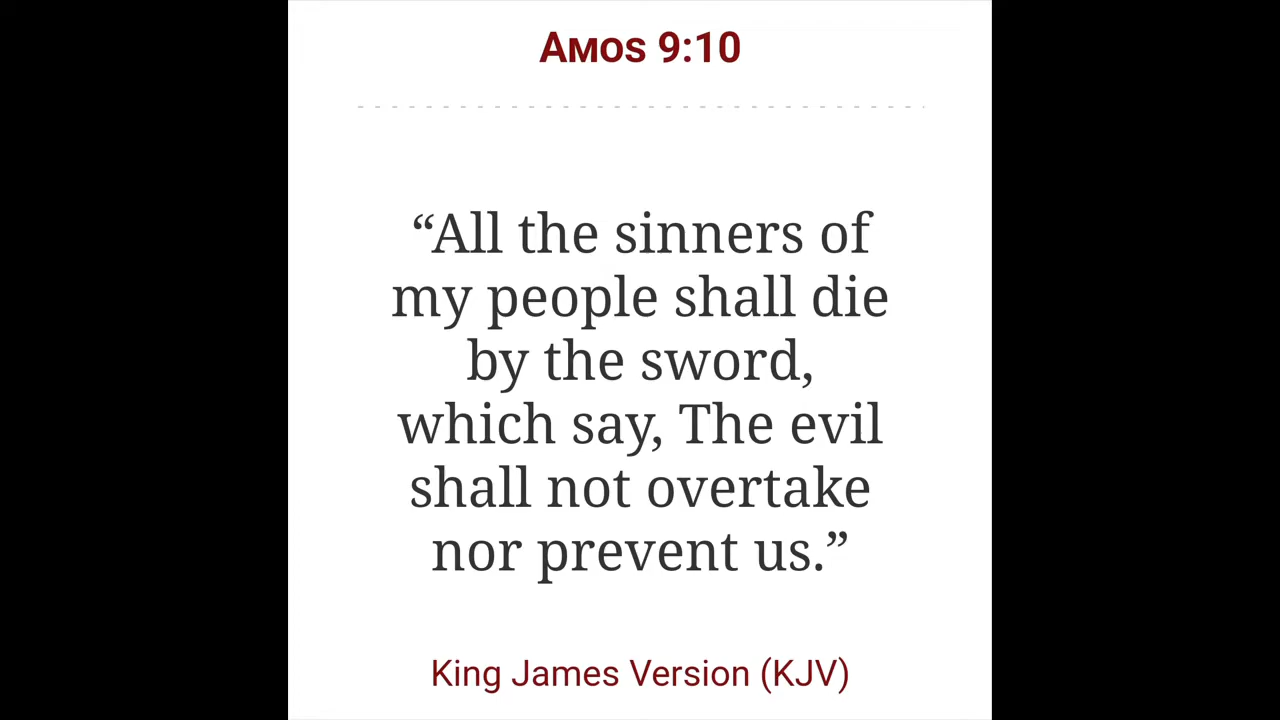 Amos 9:10
“All the sinners of
my people shall die
by the sword,
which say, The evil
shall not overtake
nor prevent us.”
King James Version (KJV)